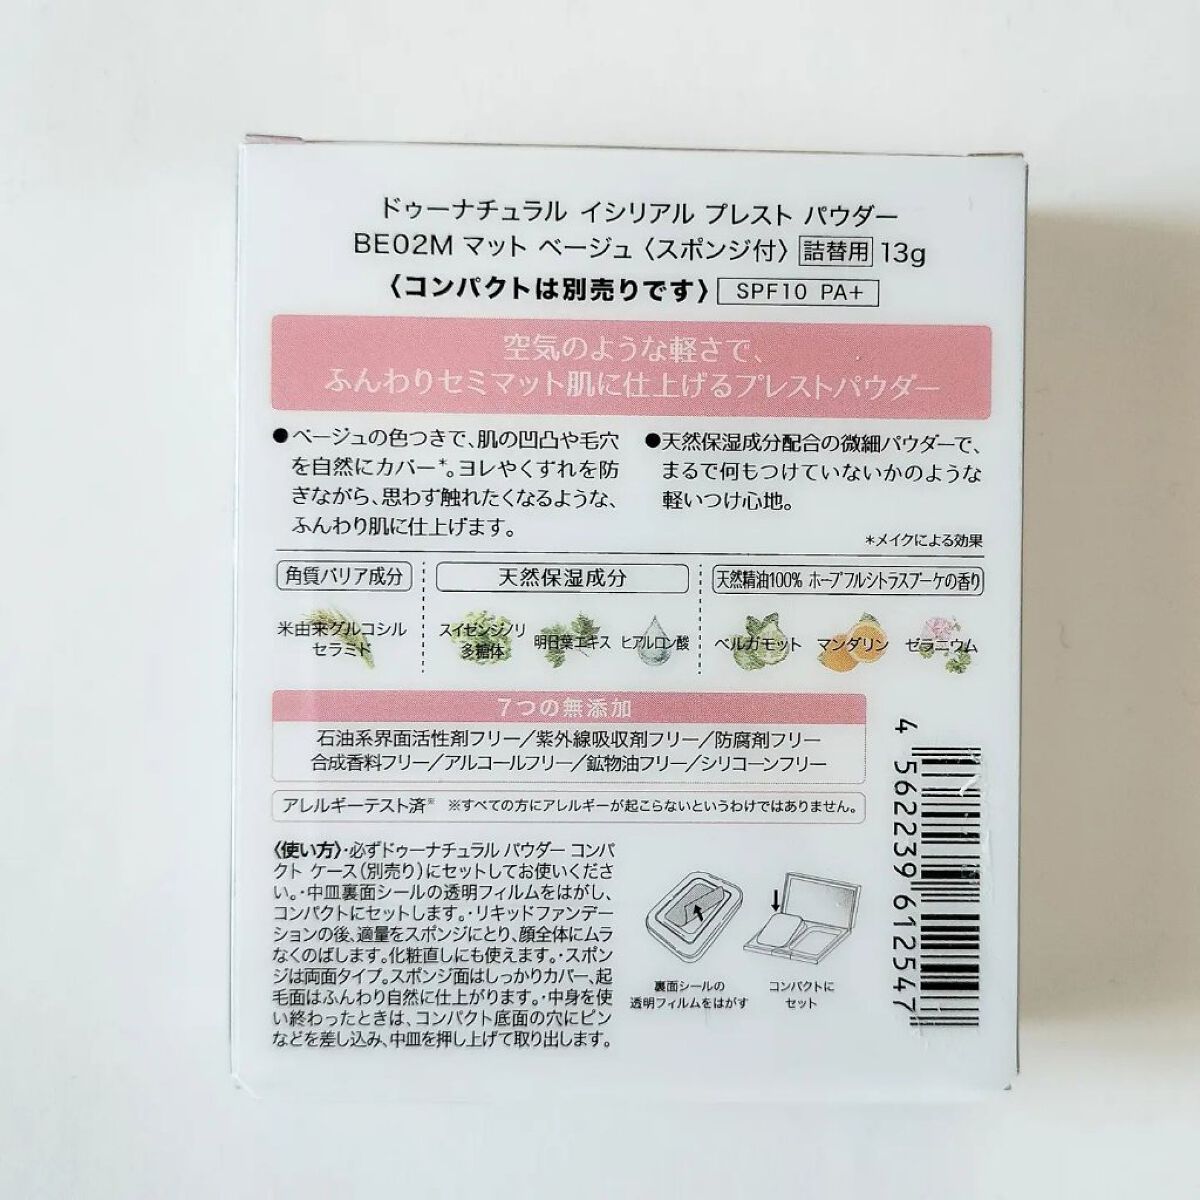 ドゥーナチュラル イシリアル プレスト パウダー
BE02M マット ベージュ〈スポンジ付〉 詰替用 13g
〈コンパクトは別売りです〉 SPF10 PA+
空気のような軽さで、
ふんわりセミマット肌に仕上げるプレストパウダー
●ベージュの色つきで、肌の凹凸や毛穴
を自然にカバー*。ヨレやくずれを防
ぎながら、思わず触れたくなるような、
ふんわり肌に仕上げます。
●天然保湿成分配合の微細パウダーで、
まるで何もつけていないかのような
軽いつけ心地。
*メイクによる効果
角質バリア成分
米由来グルコシル
セラミド
天然保湿成分
スイゼンジノリ
多糖体
明日葉エキス
ヒアルロン酸
天然精油100% ホープフルシトラスブーケの香り
ベルガモット
マンダリン
ゼラニウム
7つの無添加
石油系界面活性剤フリー/紫外線吸収剤フリー/防腐剤フリー
合成香料フリー/アルコールフリー/鉱物油フリー/シリコーンフリー
アレルギーテスト済※ ※すべての方にアレルギーが起こらないというわけではありません。
〈使い方〉・必ずドゥーナチュラル パウダー コンパ
クト ケース(別売り)にセットしてお使いくださ
い。・中皿裏面シールの透明フィルムをはがし、
コンパクトにセットします。・リキッドファンデー
ションの後、適量をスポンジにとり、顔全体にムラ
なくのばします。化粧直しにも使えます。・スポン
ジは両面タイプ。スポンジ面はしっかりカバー、起
毛面はふんわり自然に仕上がります。・中身を使
い終わったときは、コンパクト底面の穴にピン
などを差し込み、中皿を押し上げて取り出します。
裏面シールの
透明フィルムをはがす
コンパクトに
セット
4 562239 612547